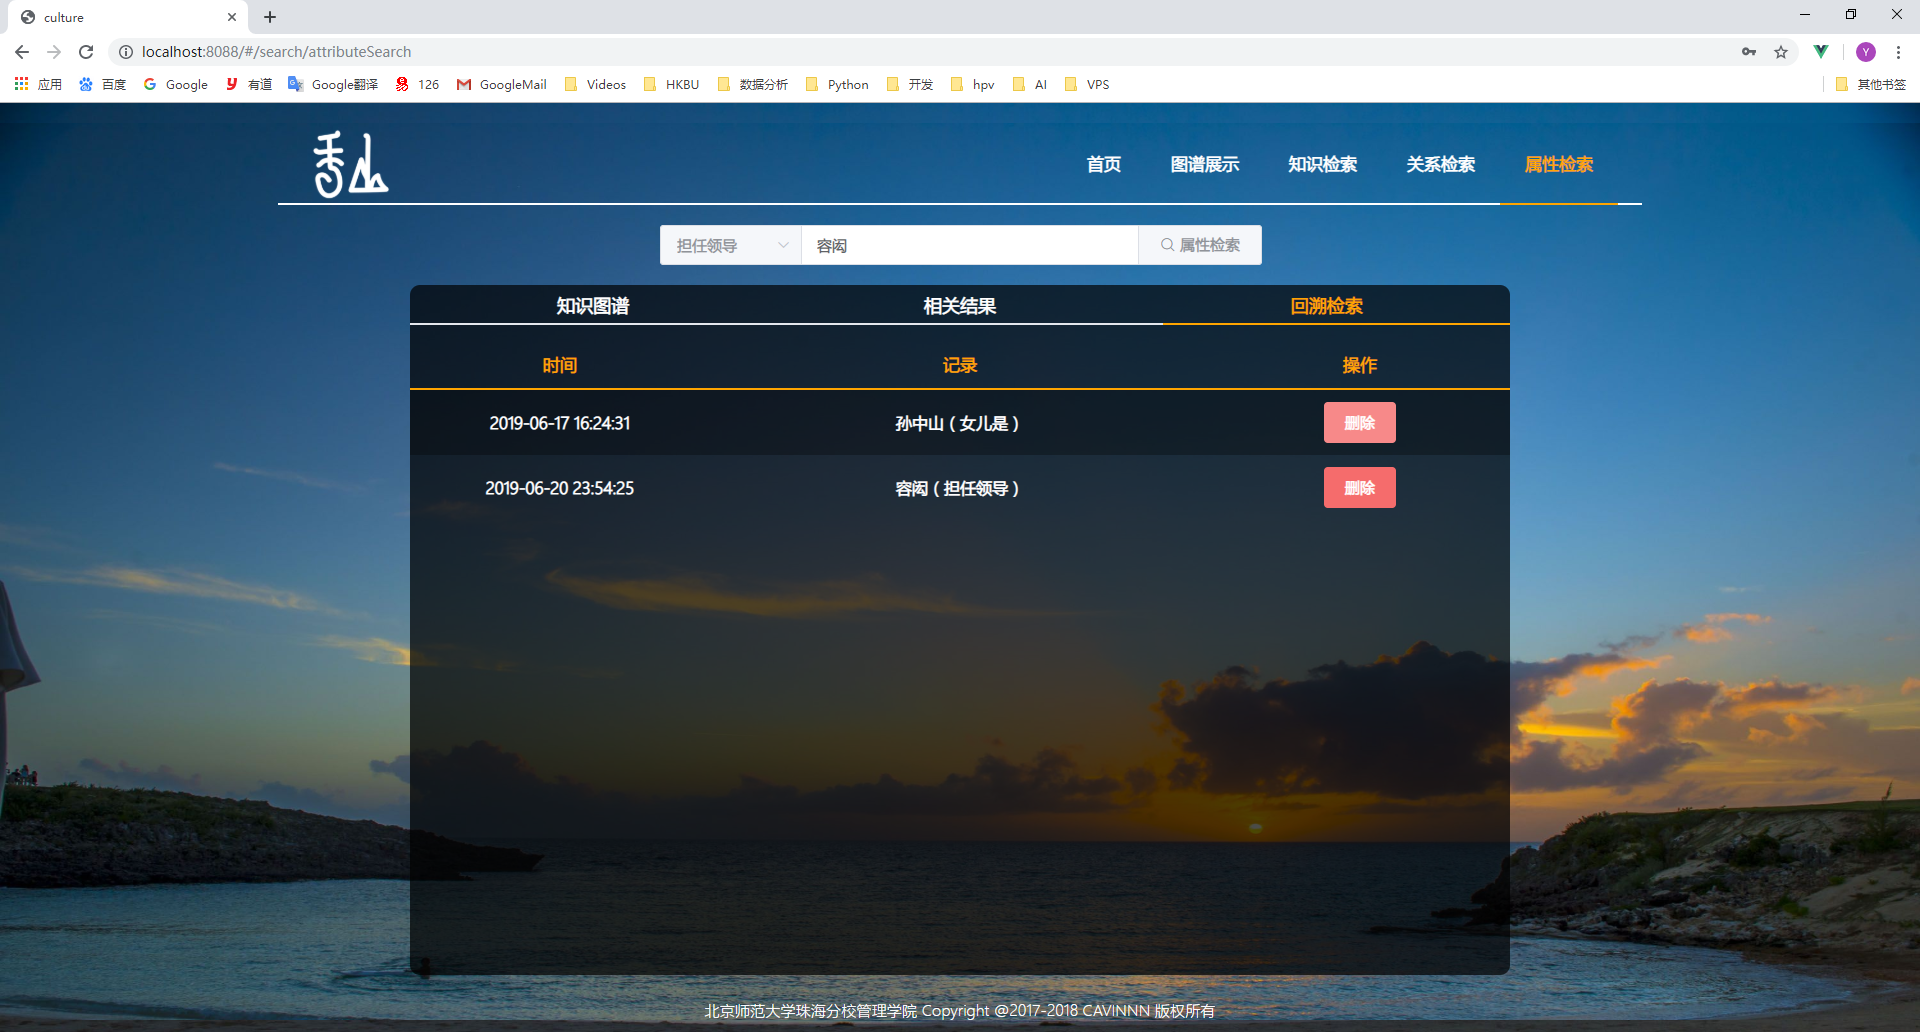 culture
localhost:8088/#/search/attributeSearch
应用 百度 Google 有道 Google翻译 126 GoogleMail Videos HKBU 数据分析 Python 开发 hpv AI VPS 其他书签
首页 图谱展示 知识检索 关系检索 属性检索
担任领导 容闳 属性检索
知识图谱 相关结果 回溯检索
时间 记录 操作
2019-06-17 16:24:31 孙中山 ( 女儿是 ) 删除
2019-06-20 23:54:25 容闳 ( 担任领导 ) 删除
北京师范大学珠海分校管理学院 Copyright @2017-2018 CAVINNN 版权所有